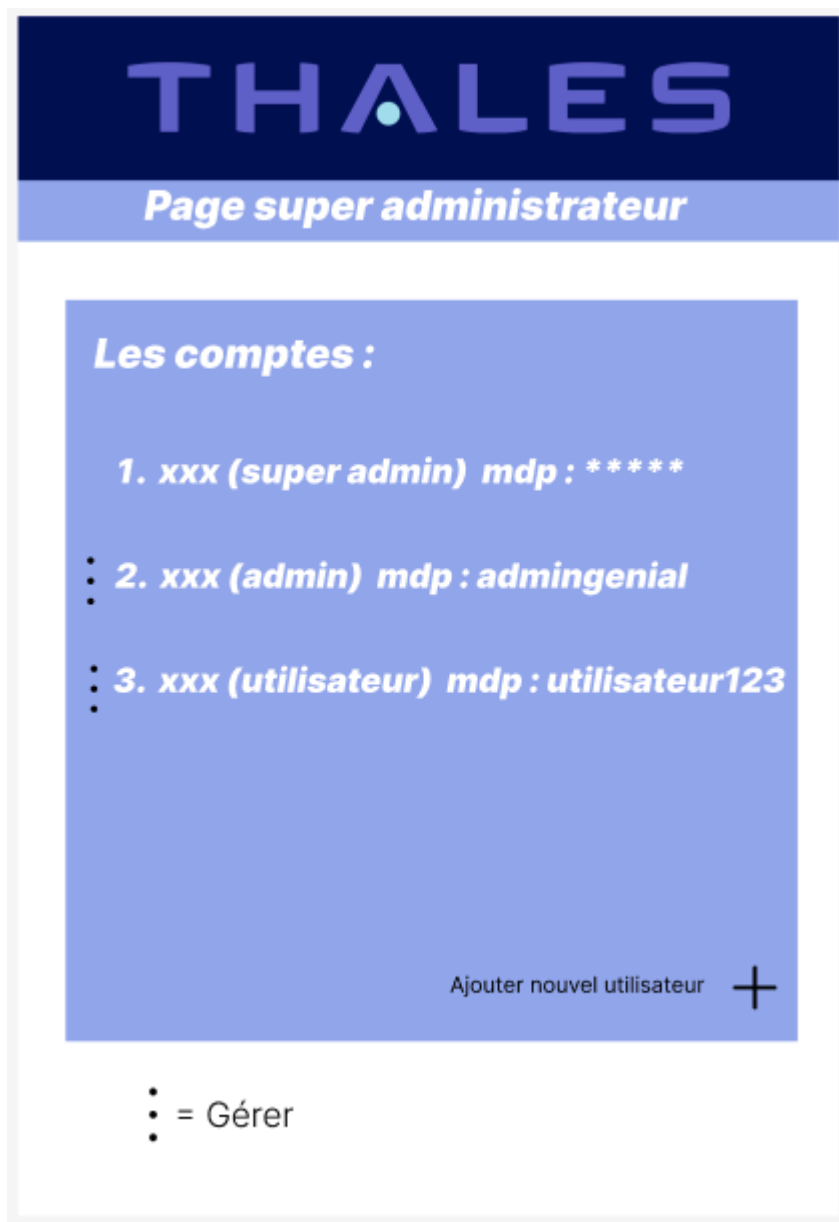 THALES
Page super administrateur
Les comptes :
1. xxx (super admin) mdp : *****
2. xxx (admin) mdp : admingenial
3. xxx (utilisateur) mdp : utilisateur123
Ajouter nouvel utilisateur +
= Gérer